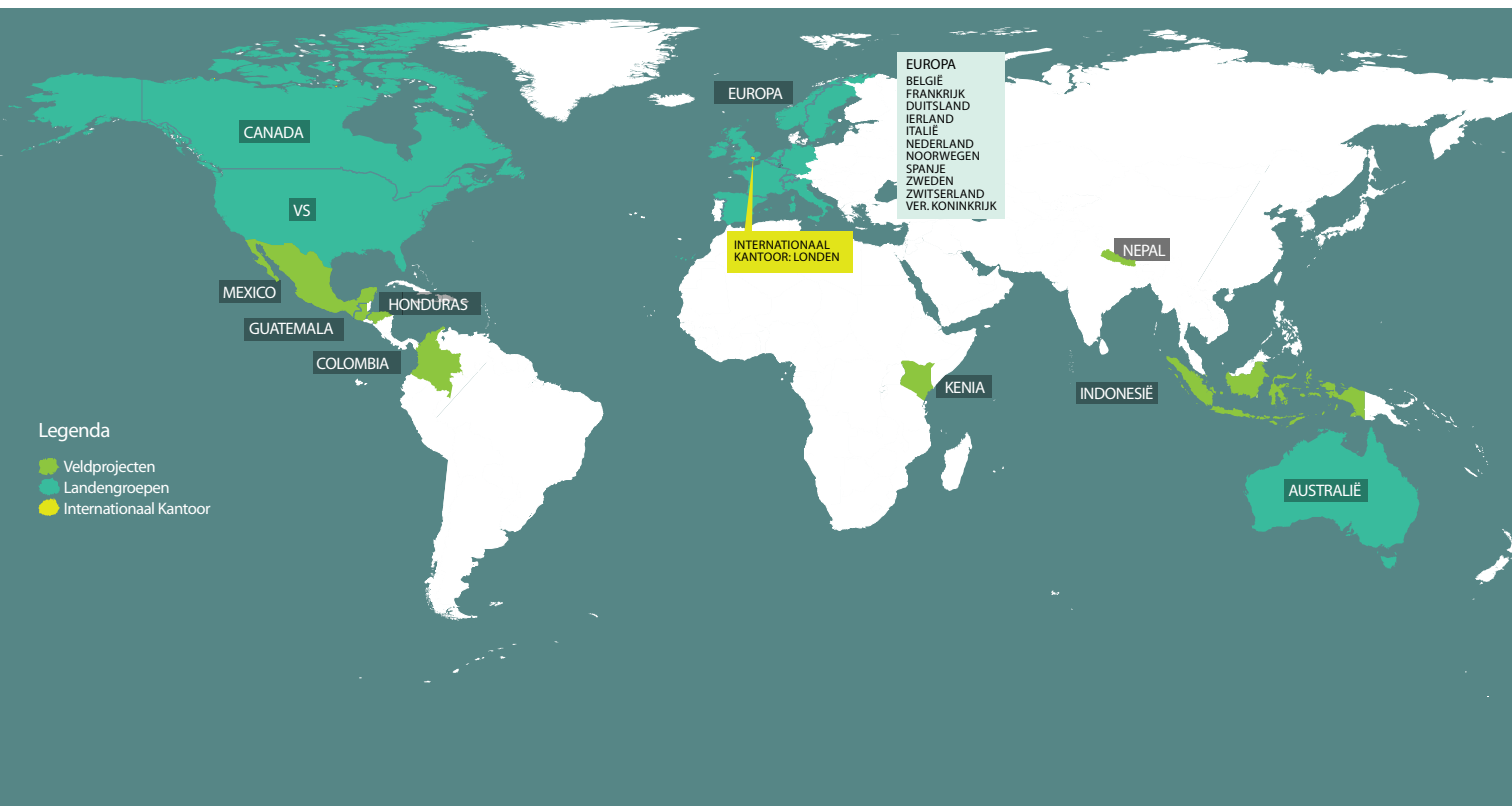 EUROPA
BELGIË
FRANKRIJK
DUITSLAND
IERLAND
ITALIË
NEDERLAND
NOORWEGEN
SPANJE
ZWEDEN
ZWITSERLAND
VER. KONINKRIJK
EUROPA
CANADA
VS
INTERNATIONAAL
KANTOOR: LONDEN
NEPAL
MEXICO
HONDURAS
GUATEMALA
COLOMBIA
KENIA
INDONESIË
AUSTRALIË
Legenda
Veldprojecten
Landengroepen
Internationaal Kantoor